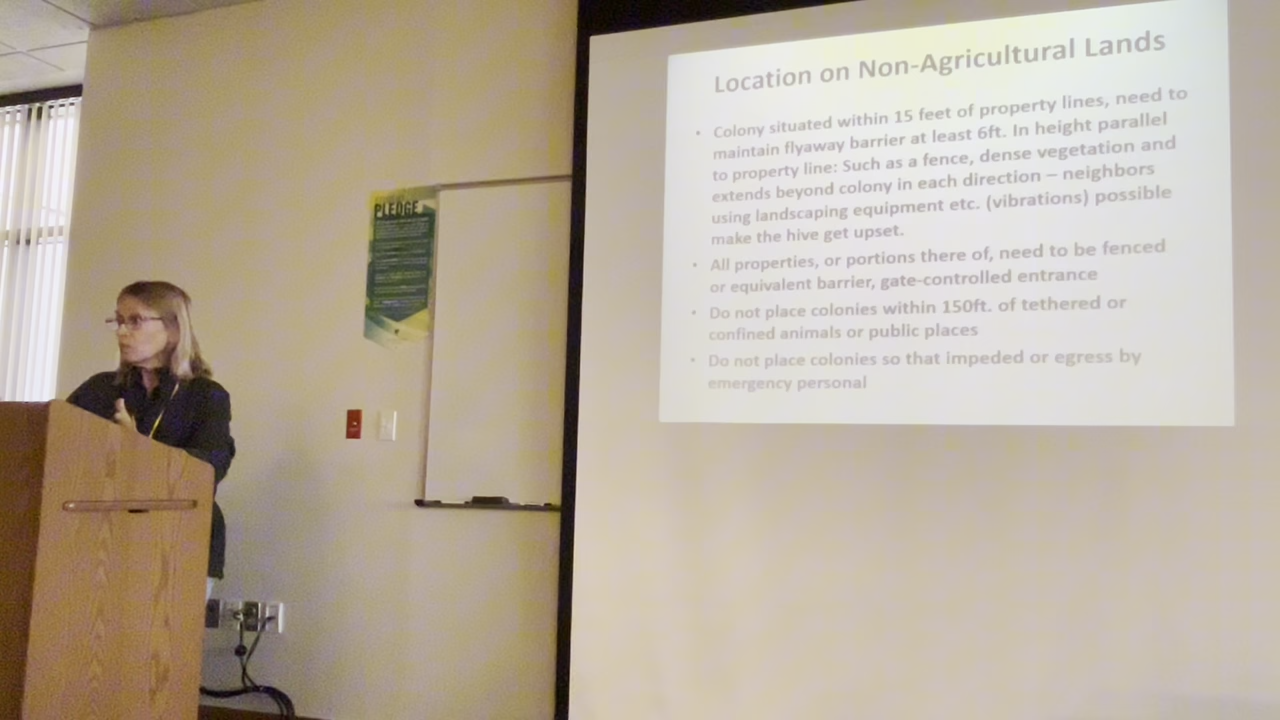 PLEDGE
Location on Non-Agricultural Lands
• Colony situated within 15 feet of property lines, need to
maintain flyaway barrier at least 6ft. In height parallel
to property line: Such as a fence, dense vegetation and
extends beyond colony in each direction – neighbors
using landscaping equipment etc. (vibrations) possible
make the hive get upset.
• All properties, or portions there of, need to be fenced
or equivalent barrier, gate-controlled entrance
• Do not place colonies within 150ft. of tethered or
confined animals or public places
• Do not place colonies so that impeded or egress by
emergency personal